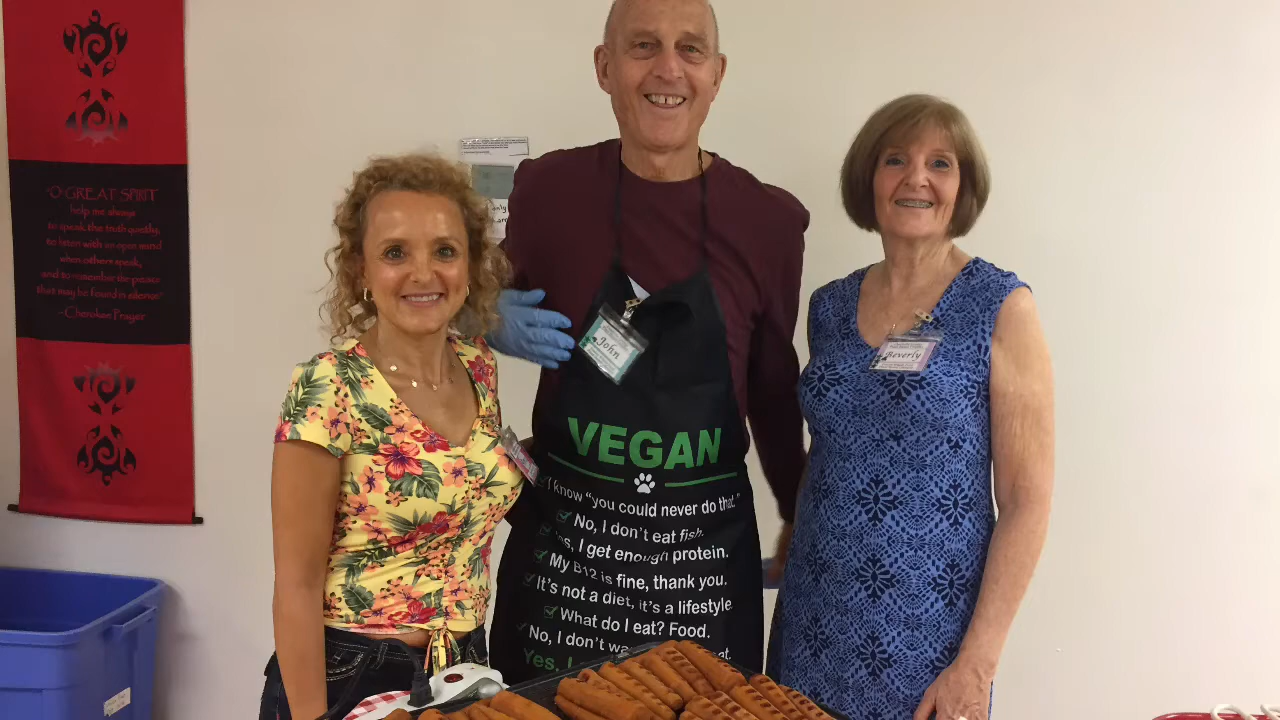 "O GREAT SPIRIT
help me always
to speak the truth quietly,
to listen with an open mind
when others speak,
and to remember the peace
that may be found in silence"
~Cherokee Prayer
only
John
Beverly
VEGAN
I know "you could never do that."
No, I don't eat fish.
Yes, I get enough protein.
My B12 is fine, thank you.
It's not a diet, it's a lifestyle
What do I eat? Food.
No, I don't
Yes, I